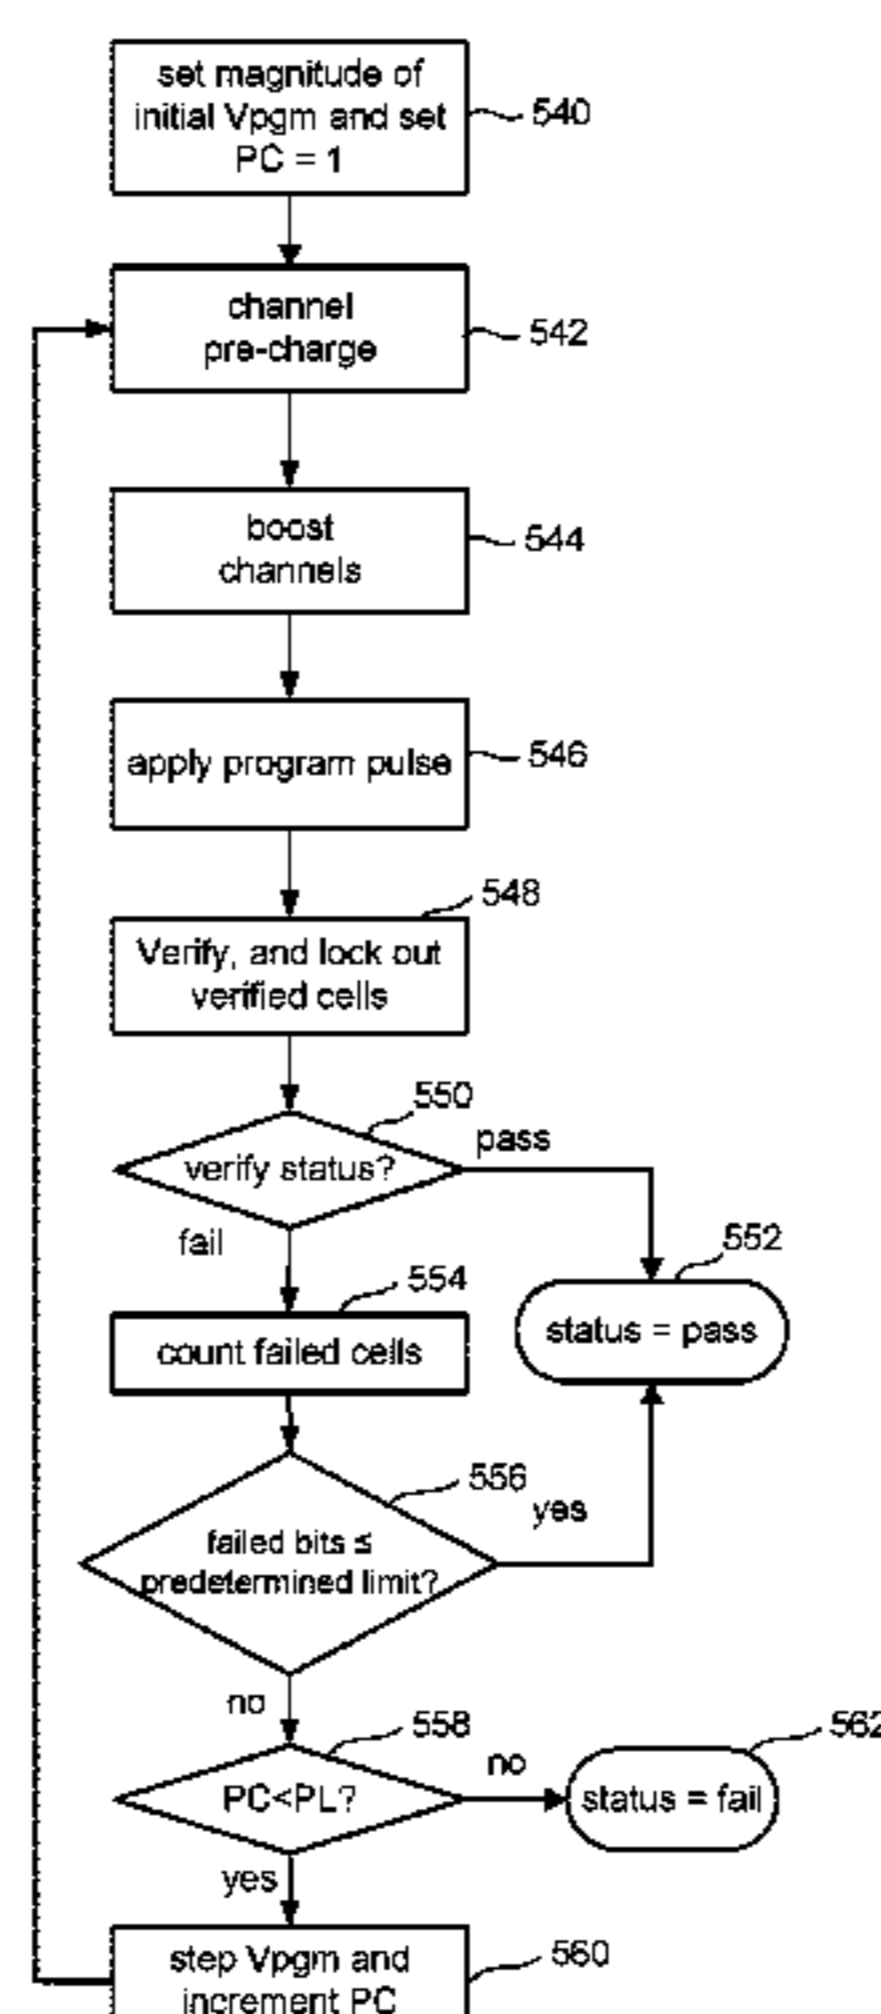 set magnitude of
initial Vpgm and set
PC = 1
540
channel
pre-charge
542
boost
channels
544
apply program pulse
546
548
Verify, and lock out
verified cells
550
verify status?
pass
fail
552
status = pass
554
count failed cells
556
yes
failed bits ≤
predetermined limit?
no
558
562
PC<PL?
no
status = fail
yes
step Vpgm and
increment PC
560